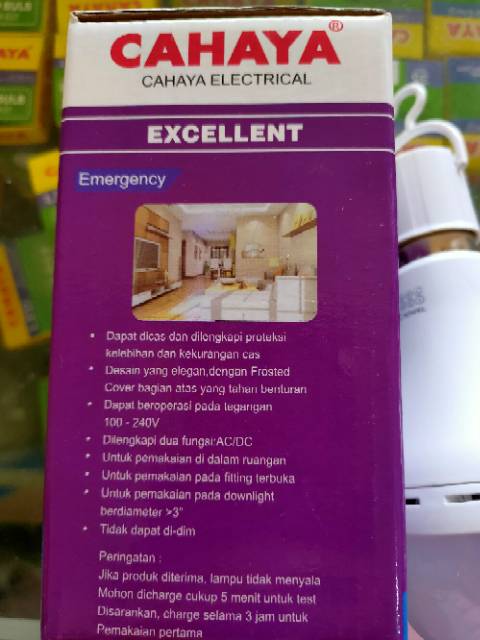 CAHAYA®
CAHAYA ELECTRICAL
EXCELLENT
Emergency
• Dapat dicas dan dilengkapi proteksi
kelebihan dan kekurangan cas
• Desain yang elegan,dengan Frosted
Cover bagian atas yang tahan benturan
• Dapat beroperasi pada tegangan
100 - 240V
• Dilengkapi dua fungsi:AC/DC
• Untuk pemakaian di dalam ruangan
• Untuk pemakaian pada fitting terbuka
• Untuk pemakaian pada downlight
berdiameter >3"
• Tidak dapat di-dim
Peringatan :
Jika produk diterima, lampu tidak menyala
Mohon dicharge cukup 5 menit untuk test
Disarankan, charge selama 3 jam untuk
Pemakaian pertama